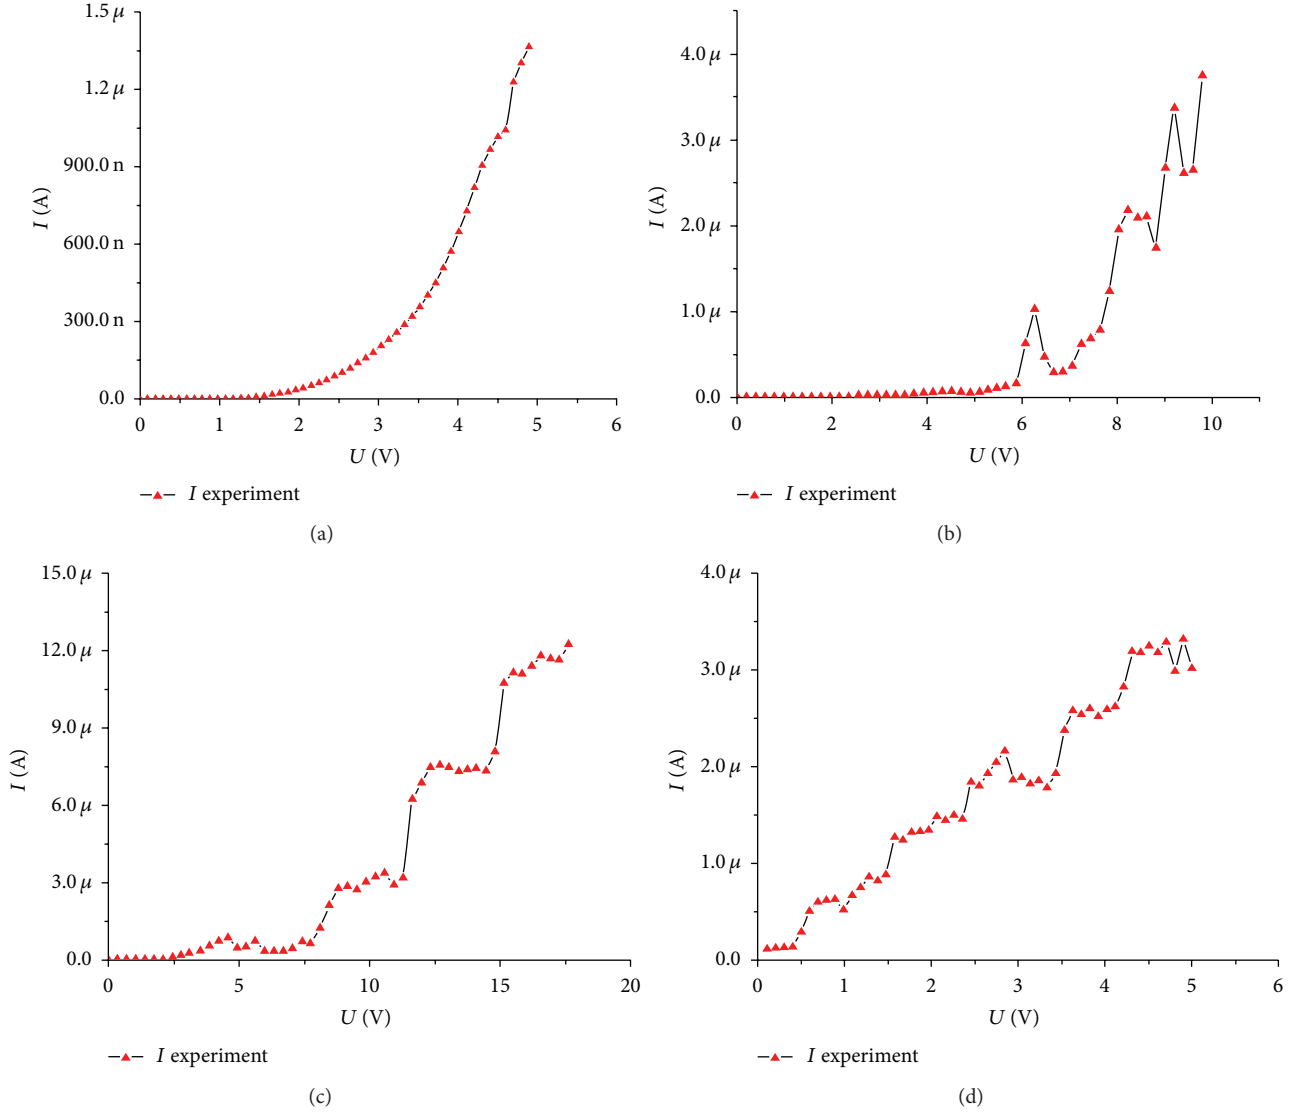 1.5 μ
1.2 μ
900.0 n
600.0 n
300.0 n
0.0
I (A)
0 1 2 3 4 5 6
U (V)
I experiment
(a)
4.0 μ
3.0 μ
2.0 μ
1.0 μ
0.0
I (A)
0 2 4 6 8 10
U (V)
I experiment
(b)
15.0 μ
12.0 μ
9.0 μ
6.0 μ
3.0 μ
0.0
I (A)
0 5 10 15 20
U (V)
I experiment
(c)
4.0 μ
3.0 μ
2.0 μ
1.0 μ
0.0
I (A)
0 1 2 3 4 5 6
U (V)
I experiment
(d)